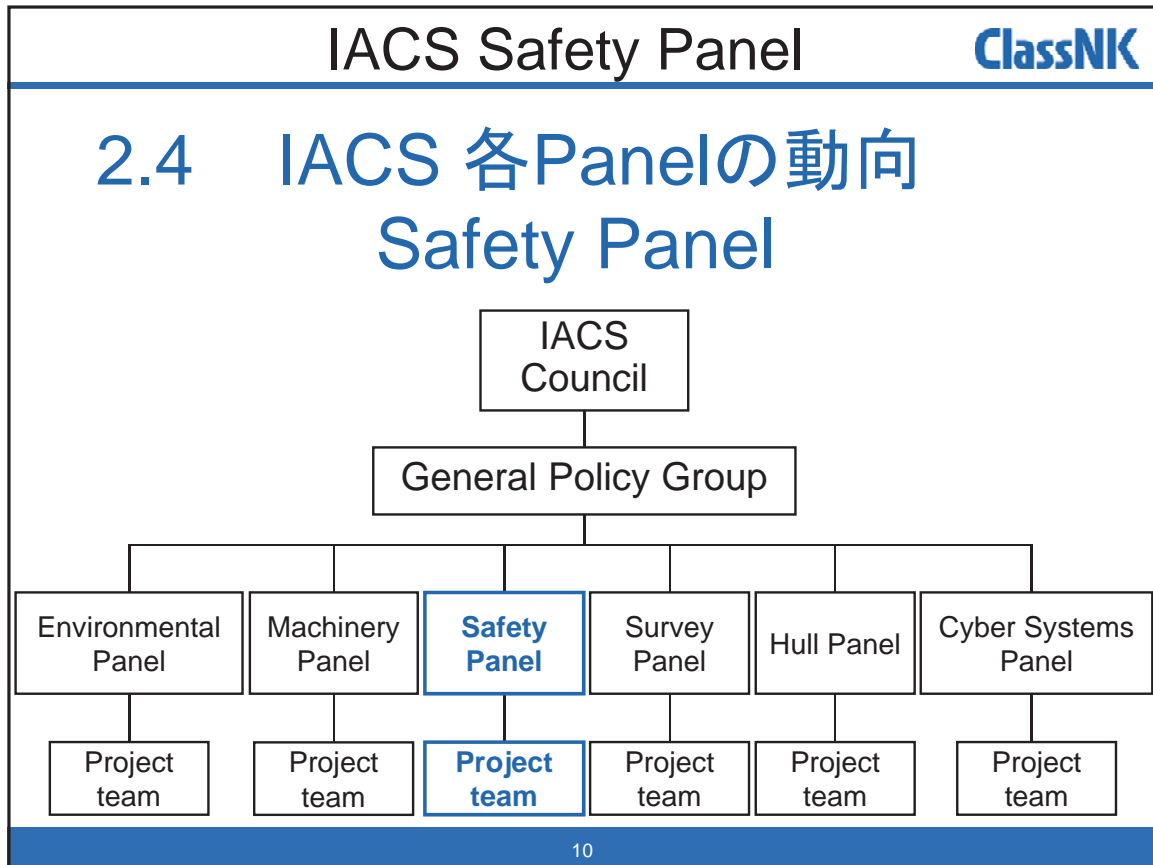 IACS Safety Panel
ClassNK
2.4 IACS 各Panelの動向
Safety Panel
IACS
Council
General Policy Group
Environmental
Panel
Machinery
Panel
Safety
Panel
Survey
Panel
Hull Panel
Cyber Systems
Panel
Project
team
Project
team
Project
team
Project
team
Project
team
Project
team
10